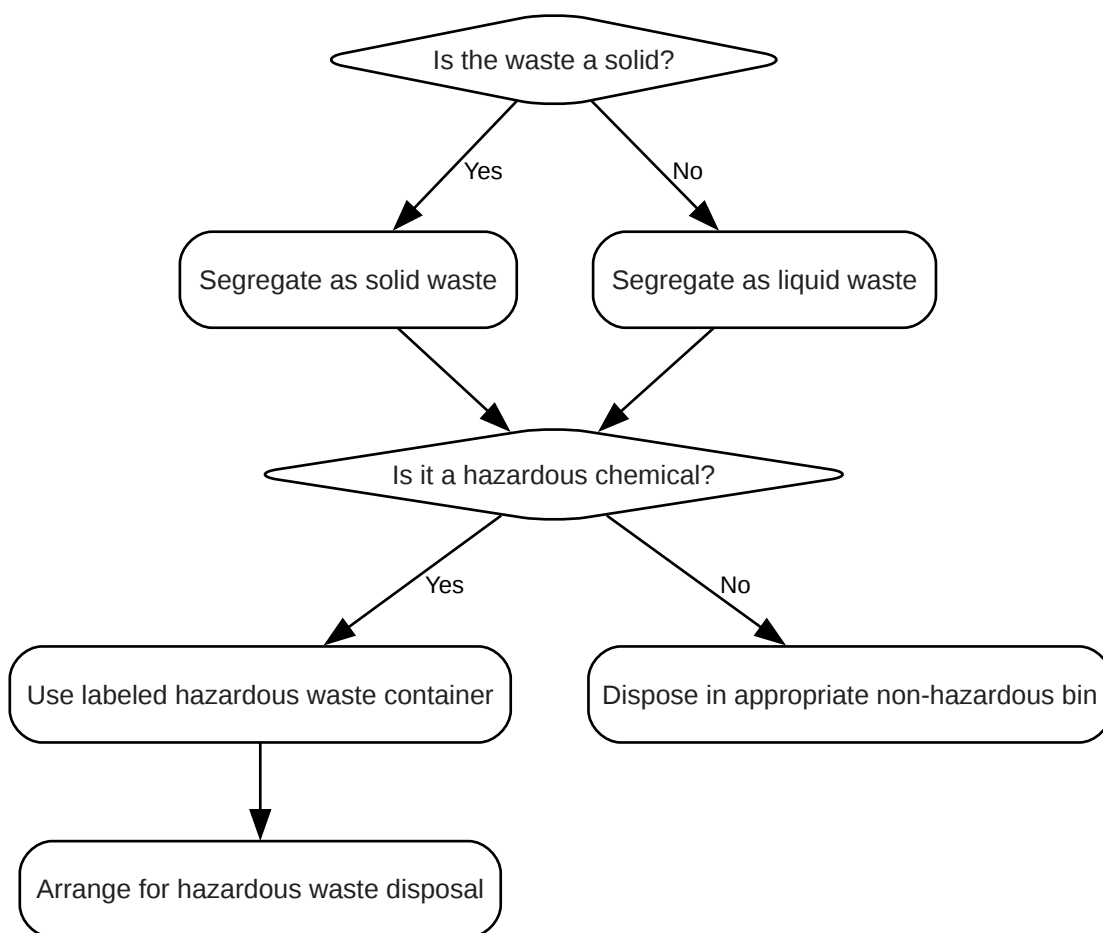 Is the waste a solid?
Yes
No
Segregate as solid waste
Segregate as liquid waste
Is it a hazardous chemical?
Yes
No
Use labeled hazardous waste container
Dispose in appropriate non-hazardous bin
Arrange for hazardous waste disposal